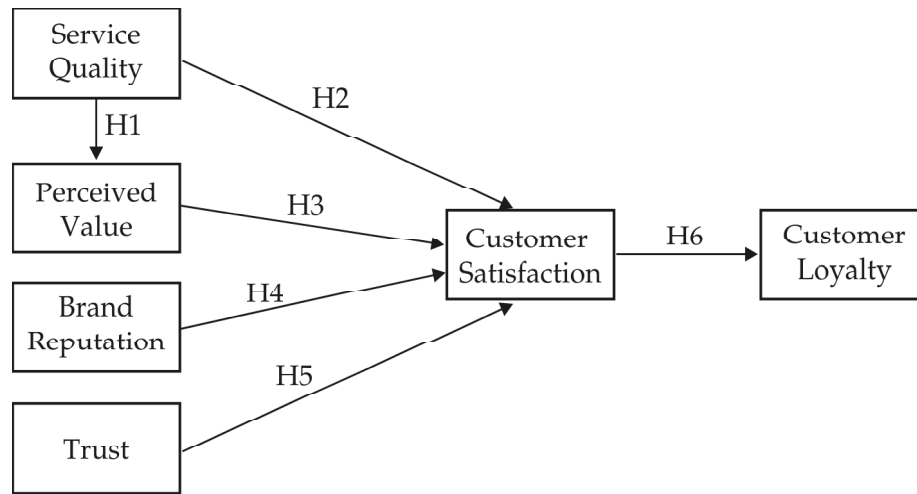 Service
Quality
H1
H2
Perceived
Value
H3
Customer
Satisfaction
H6
Customer
Loyalty
Brand
Reputation
H4
H5
Trust